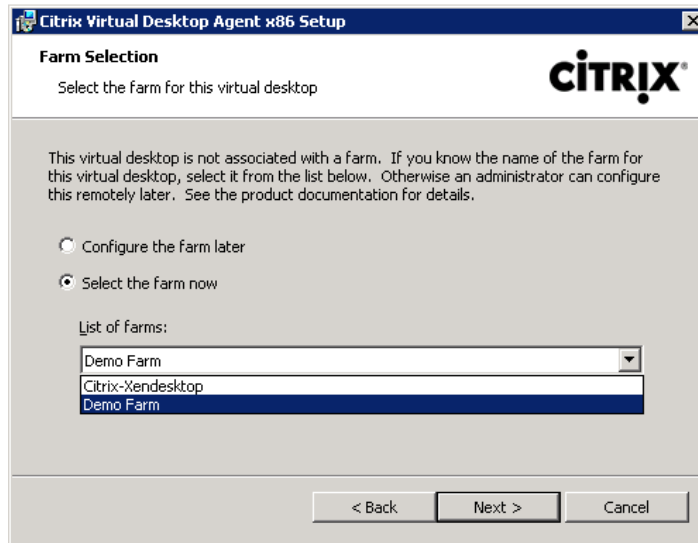 Citrix Virtual Desktop Agent x86 Setup
Farm Selection
Select the farm for this virtual desktop
CITRIX®
This virtual desktop is not associated with a farm. If you know the name of the farm for
this virtual desktop, select it from the list below. Otherwise an administrator can configure
this remotely later. See the product documentation for details.
Configure the farm later
Select the farm now
List of farms:
Demo Farm
Citrix-Xendesktop
Demo Farm
< Back Next > Cancel